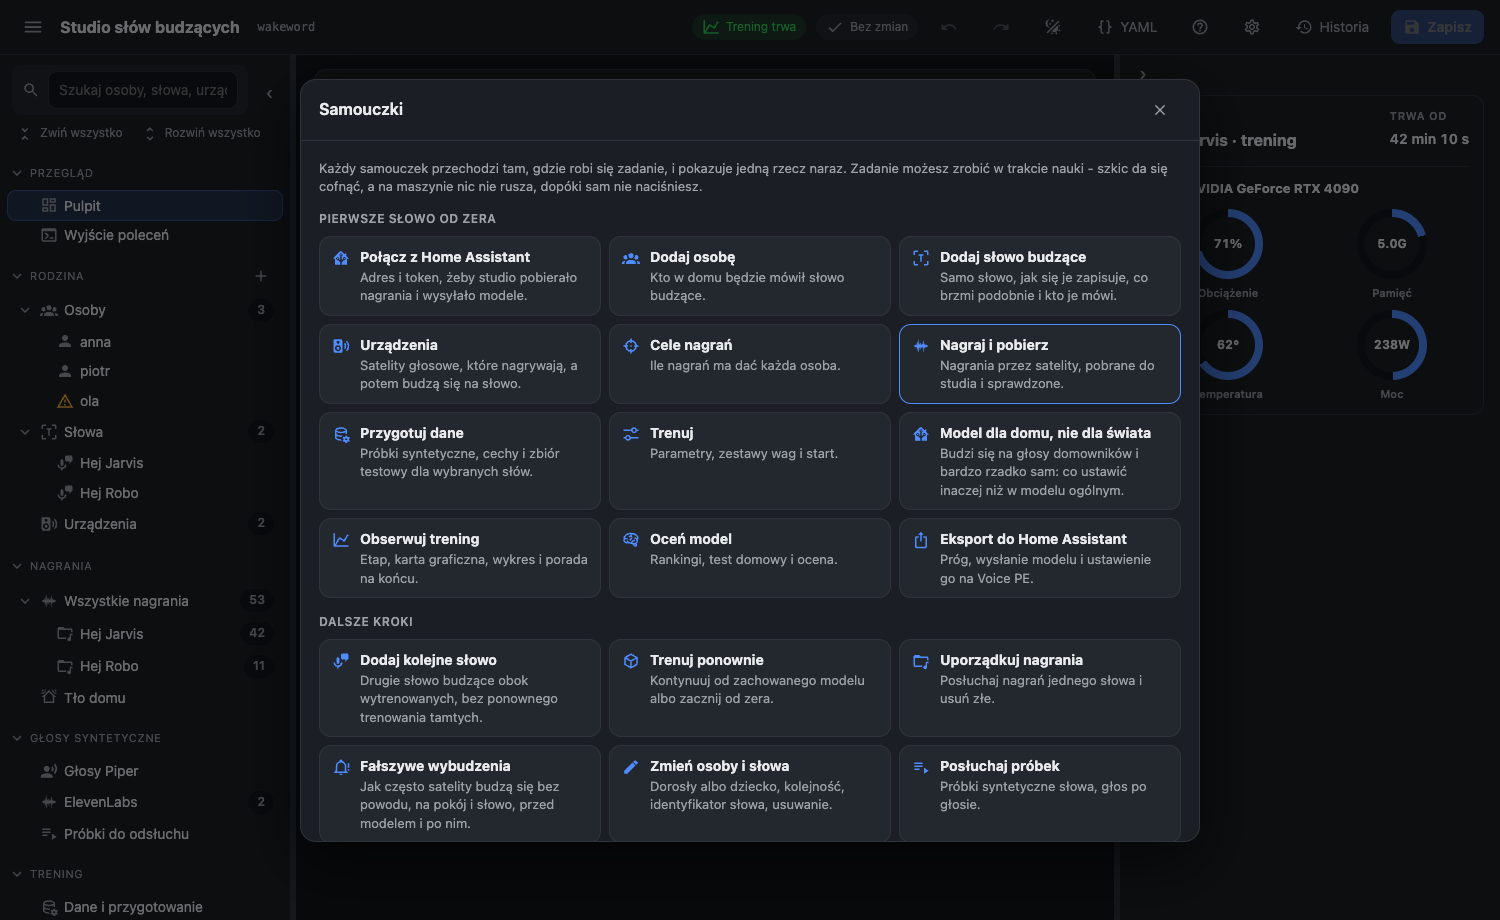 Studio słów budzących
wakeword
Trening trwa
Bez zmian
YAML
Historia
Zapisz
Szukaj osoby, słowa, urząd
Zwiń wszystko
Rozwiń wszystko
PRZEGLĄD
Pulpit
Wyjście poleceń
RODZINA
Osoby
3
anna
piotr
ola
Słowa
2
Hej Jarvis
Hej Robo
Urządzenia
2
NAGRANIA
Wszystkie nagrania
53
Hej Jarvis
42
Hej Robo
11
Tło domu
GŁOSY SYNTETYCZNE
Głosy Piper
ElevenLabs
2
Próbki do odsłuchu
TRENING
Dane i przygotowanie
Samouczki
Każdy samouczek przechodzi tam, gdzie robi się zadanie, i pokazuje jedną rzecz naraz. Zadanie możesz zrobić w trakcie nauki - szkic da się
cofnąć, a na maszynie nic nie rusza, dopóki sam nie naciśniesz.
PIERWSZE SŁOWO OD ZERA
Połącz z Home Assistant
Adres i token, żeby studio pobierało
nagrania i wysyłało modele.
Dodaj osobę
Kto w domu będzie mówił słowo
budzące.
Dodaj słowo budzące
Samo słowo, jak się je zapisuje, co
brzmi podobnie i kto je mówi.
Urządzenia
Satelity głosowe, które nagrywają, a
potem budzą się na słowo.
Cele nagrań
Ile nagrań ma dać każda osoba.
Nagraj i pobierz
Nagrania przez satelity, pobrane do
studia i sprawdzone.
Przygotuj dane
Próbki syntetyczne, cechy i zbiór
testowy dla wybranych słów.
Trenuj
Parametry, zestawy wag i start.
Model dla domu, nie dla świata
Budzi się na głosy domowników i
bardzo rzadko sam: co ustawić
inaczej niż w modelu ogólnym.
Obserwuj trening
Etap, karta graficzna, wykres i porada
na końcu.
Oceń model
Rankingi, test domowy i ocena.
Eksport do Home Assistant
Próg, wysłanie modelu i ustawienie
go na Voice PE.
DALSZE KROKI
Dodaj kolejne słowo
Drugie słowo budzące obok
wytrenowanych, bez ponownego
trenowania tamtych.
Trenuj ponownie
Kontynuuj od zachowanego modelu
albo zacznij od zera.
Uporządkuj nagrania
Posłuchaj nagrań jednego słowa i
usuń złe.
Fałszywe wybudzenia
Jak często satelity budzą się bez
powodu, na pokój i słowo, przed
modelem i po nim.
Zmień osoby i słowa
Dorosły albo dziecko, kolejność,
identyfikator słowa, usuwanie.
Posłuchaj próbek
Próbki syntetyczne słowa, głos po
głosie.
TRWA OD
rvis · trening
42 min 10 s
VIDIA GeForce RTX 4090
71%
5.0G
Obciążenie
Pamięć
62°
238W
emperatura
Moc